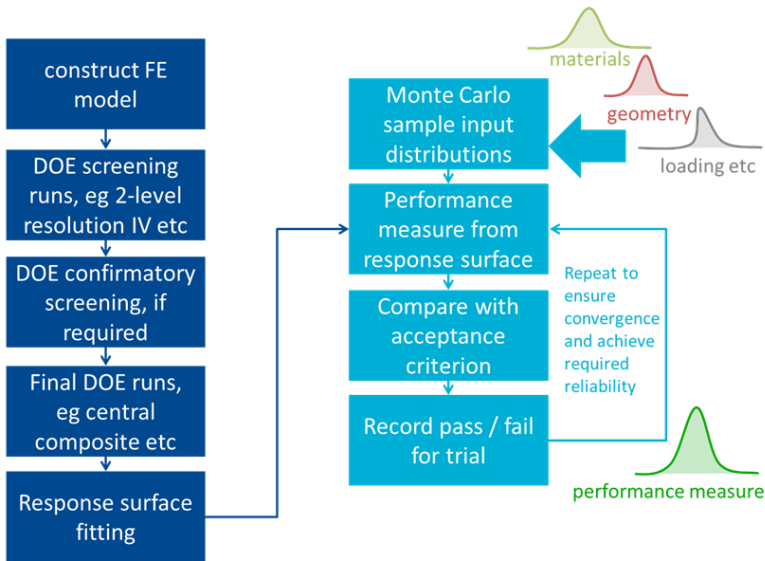 construct FE
model
DOE screening
runs, eg 2-level
resolution IV etc
DOE confirmatory
screening, if
required
Final DOE runs,
eg central
composite etc
Response surface
fitting
materials
geometry
loading etc
Monte Carlo
sample input
distributions
Performance
measure from
response surface
Compare with
acceptance
criterion
Record pass / fail
for trial
Repeat to
ensure
convergence
and achieve
required
reliability
performance measure